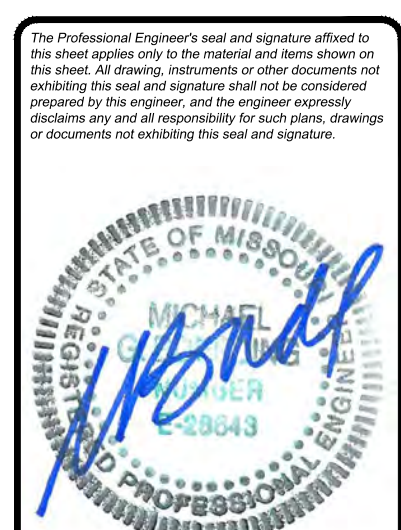 The Professional Engineer's seal and signature affixed to
this sheet applies only to the material and items shown on
this sheet. All drawing, instruments or other documents not
exhibiting this seal and signature shall not be considered
prepared by this engineer, and the engineer expressly
disclaims any and all responsibility for such plans, drawings
or documents not exhibiting this seal and signature.
STATE OF MISSOURI
MICHAEL
NUMBER
REGISTERED PROFESSIONAL ENGINEER